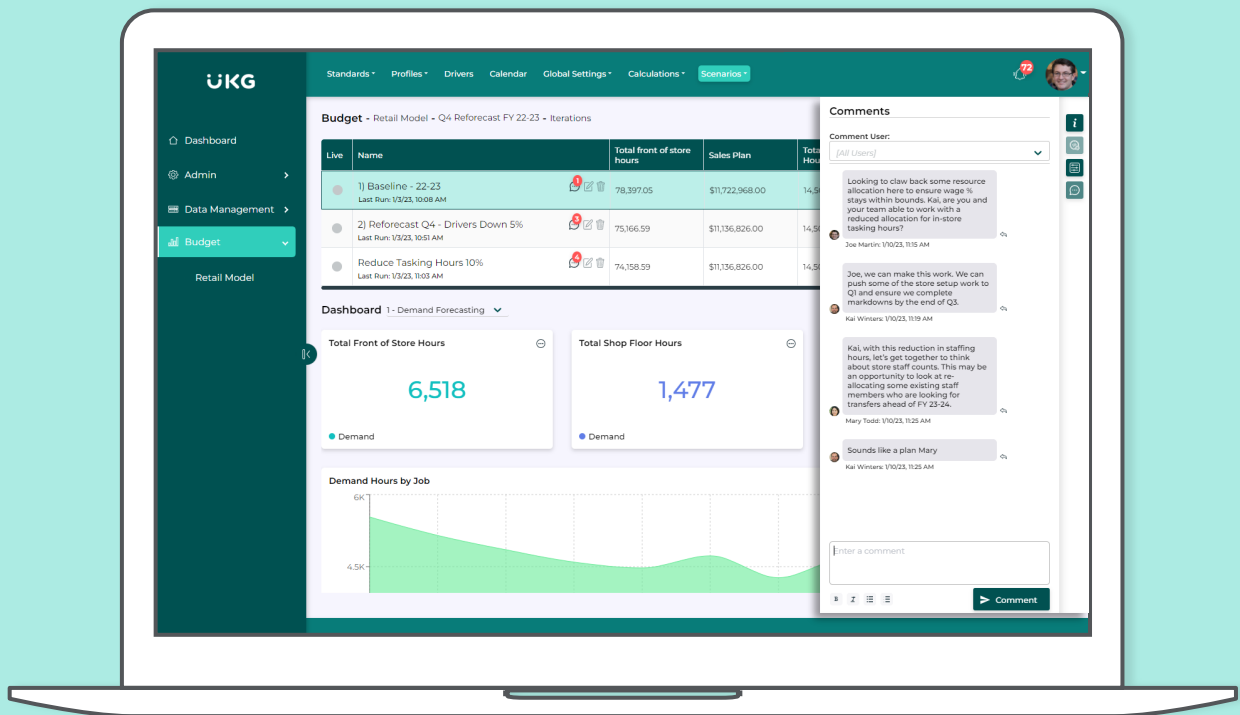 UKG
Standards Profiles Drivers Calendar Global Settings Calculations Scenarios
72
Dashboard
Admin
Data Management
Budget
Retail Model
Budget - Retail Model - Q4 Reforecast FY 22-23 - Iterations
Live Name Total front of store hours Sales Plan
1) Baseline - 22-23 1 78,397.05 $11,722,968.00
Last Run: 1/3/23, 10:08 AM
2) Reforecast Q4 - Drivers Down 5% 3 75,166.59 $11,136,826.00
Last Run: 1/3/23, 10:51 AM
Reduce Tasking Hours 10% 4 74,158.59 $11,136,826.00
Last Run: 1/3/23, 11:03 AM
Dashboard 1 - Demand Forecasting
Total Front of Store Hours
6,518
Demand
Total Shop Floor Hours
1,477
Demand
Demand Hours by Job
6K
4.5K
Comments
Comment User:
[All Users]
Looking to claw back some resource
allocation here to ensure wage %
stays within bounds. Kai, are you and
your team able to work with a
reduced allocation for in-store
tasking hours?
Joe Martin: 1/10/23, 11:15 AM
Joe, we can make this work. We can
push some of the store setup work to
Q1 and ensure we complete
markdowns by the end of Q3.
Kai Winters: 1/10/23, 11:19 AM
Kai, with this reduction in staffing
hours, let's get together to think
about store staff counts. This may be
an opportunity to look at re-
allocating some existing staff
members who are looking for
transfers ahead of FY 23-24.
Mary Todd: 1/10/23, 11:25 AM
Sounds like a plan Mary
Kai Winters: 1/10/23, 11:25 AM
Enter a comment
B I
Comment
i